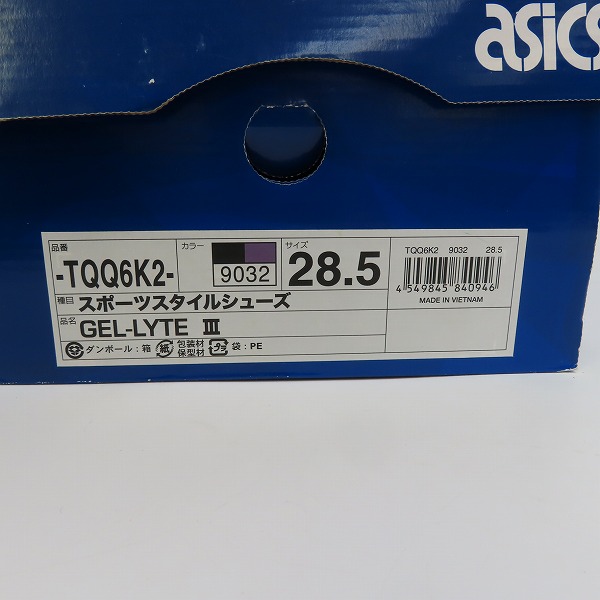 asics
品番
-TQQ6K2-
カラー
9032
サイズ
28.5
TQQ6K2 9032 28.5
4 549845 840946
MADE IN VIETNAM
種目 スポーツスタイルシューズ
品名 GEL-LYTE III
ダンボール:箱 紙 包装材 保型材 プラ 袋:PE